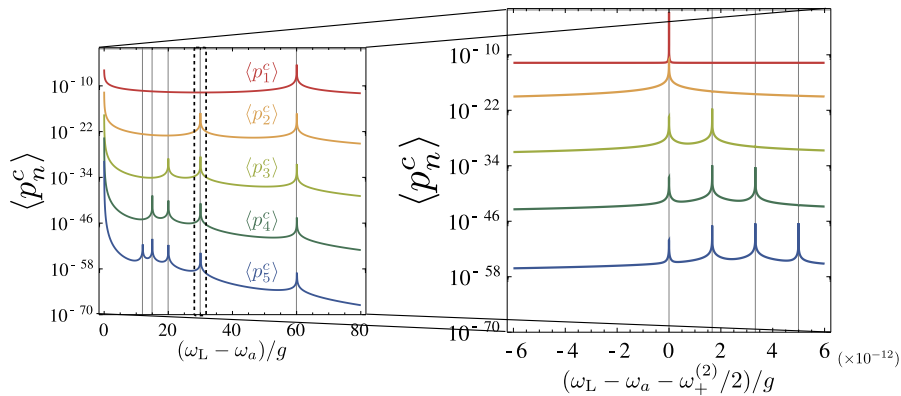 ⟨p₁ᶜ⟩
⟨p₂ᶜ⟩
⟨p₃ᶜ⟩
⟨p₄ᶜ⟩
⟨p₅ᶜ⟩
10⁻¹⁰
10⁻²²
10⁻³⁴
10⁻⁴⁶
10⁻⁵⁸
10⁻⁷⁰
⟨pₙᶜ⟩
0 20 40 60 80
(ω_L − ω_a)/g
10⁻¹⁰
10⁻²²
10⁻³⁴
10⁻⁴⁶
10⁻⁵⁸
10⁻⁷⁰
⟨pₙᶜ⟩
-6 -4 -2 0 2 4 6 (×10⁻¹²)
(ω_L − ω_a − ω₊⁽²⁾/2)/g